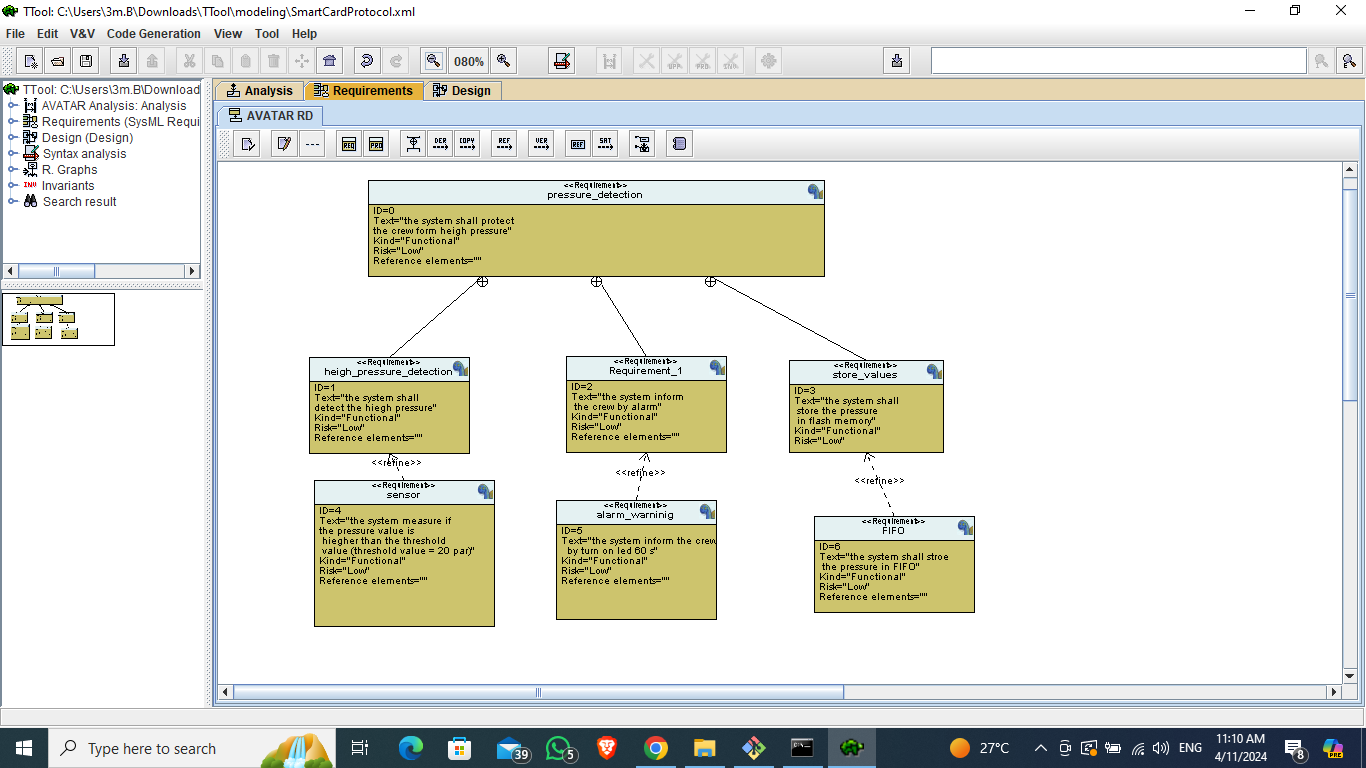 TTool: C:\Users\3m.B\Downloads\TTool\modeling\SmartCardProtocol.xml
File Edit V&V Code Generation View Tool Help
080%
TTool: C:\Users\3m.B\Download
AVATAR Analysis: Analysis
Requirements (SysML Requi
Design (Design)
Syntax analysis
R. Graphs
INV Invariants
Search result
Analysis Requirements Design
AVATAR RD
REQ PRO DER COPY REF VER REF SAT
<<Requirement>>
pressure_detection
ID=0
Text="the system shall protect
the crew form heigh pressure"
Kind="Functional"
Risk="Low"
Reference elements=""
<<Requirement>>
heigh_pressure_detection
ID=1
Text="the system shall
detect the hiegh pressure"
Kind="Functional"
Risk="Low"
Reference elements=""
<<Requirement>>
Requirement_1
ID=2
Text="the system inform
the crew by alarm"
Kind="Functional"
Risk="Low"
Reference elements=""
<<Requirement>>
store_values
ID=3
Text="the system shall
store the pressure
in flash memory"
Kind="Functional"
Risk="Low"
<<refine>>
<<refine>>
<<refine>>
<<Requirement>>
sensor
ID=4
Text="the system measure if
the pressure value is
hiegher than the threshold
value (threshold value = 20 par)"
Kind="Functional"
Risk="Low"
Reference elements=""
<<Requirement>>
alarm_warninig
ID=5
Text="the system inform the crew
by turn on led 60 s"
Kind="Functional"
Risk="Low"
Reference elements=""
<<Requirement>>
FIFO
ID=6
Text="the system shall stroe
the pressure in FIFO"
Kind="Functional"
Risk="Low"
Reference elements=""
Type here to search
39
5
27°C
ENG
11:10 AM
4/11/2024
8
PRE